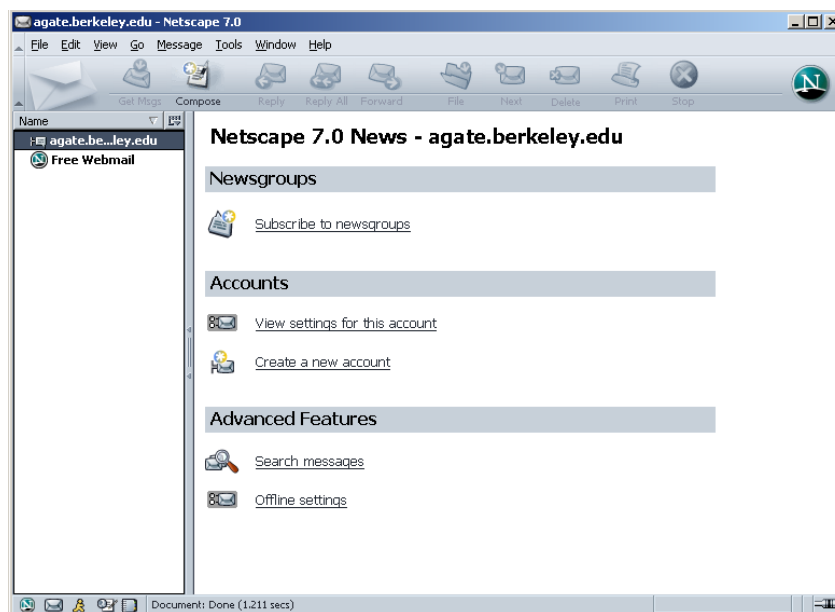 agate.berkeley.edu - Netscape 7.0
File Edit View Go Message Tools Window Help
Get Msgs Compose Reply Reply All Forward File Next Delete Print Stop
N
Name
agate.be...ley.edu
Free Webmail
Netscape 7.0 News - agate.berkeley.edu
Newsgroups
Subscribe to newsgroups
Accounts
View settings for this account
Create a new account
Advanced Features
Search messages
Offline settings
Document: Done (1.211 secs)